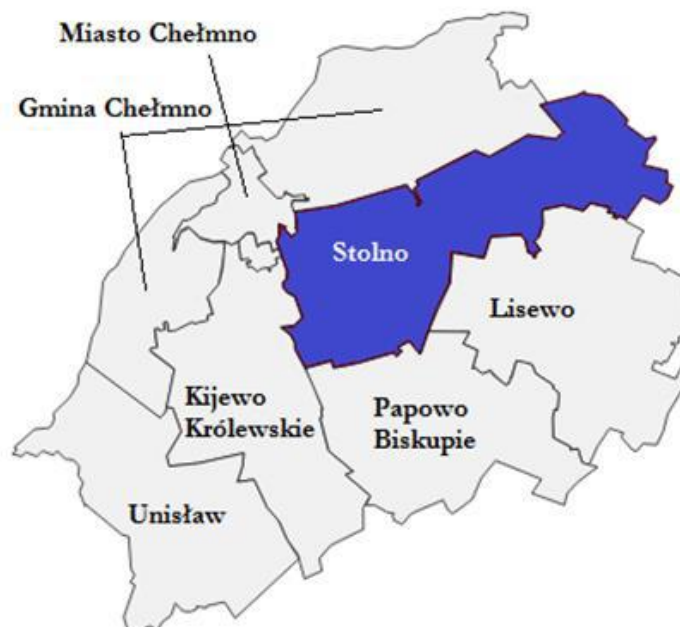 Miasto Chełmno
Gmina Chełmno
Stolno
Lisewo
Kijewo
Królewskie
Papowo
Biskupie
Unisław